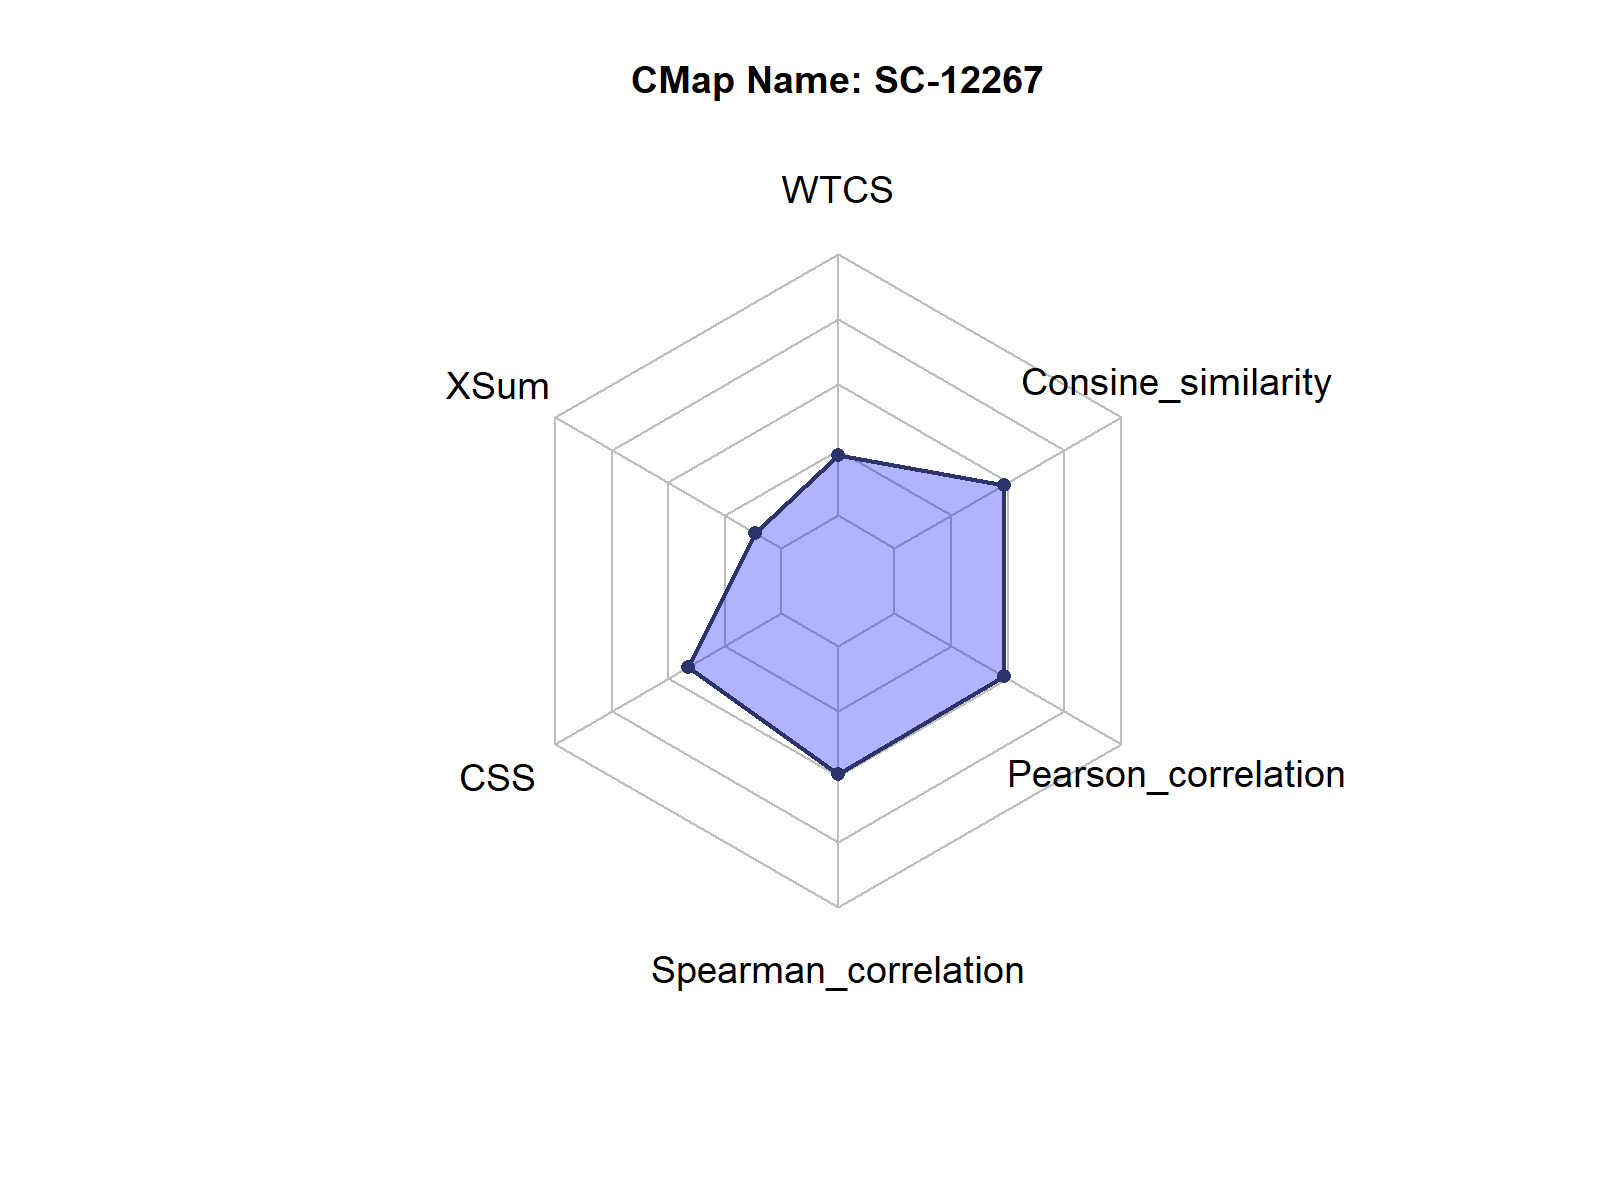 CMap Name: SC-12267
WTCS
XSum
Consine_similarity
CSS
Pearson_correlation
Spearman_correlation